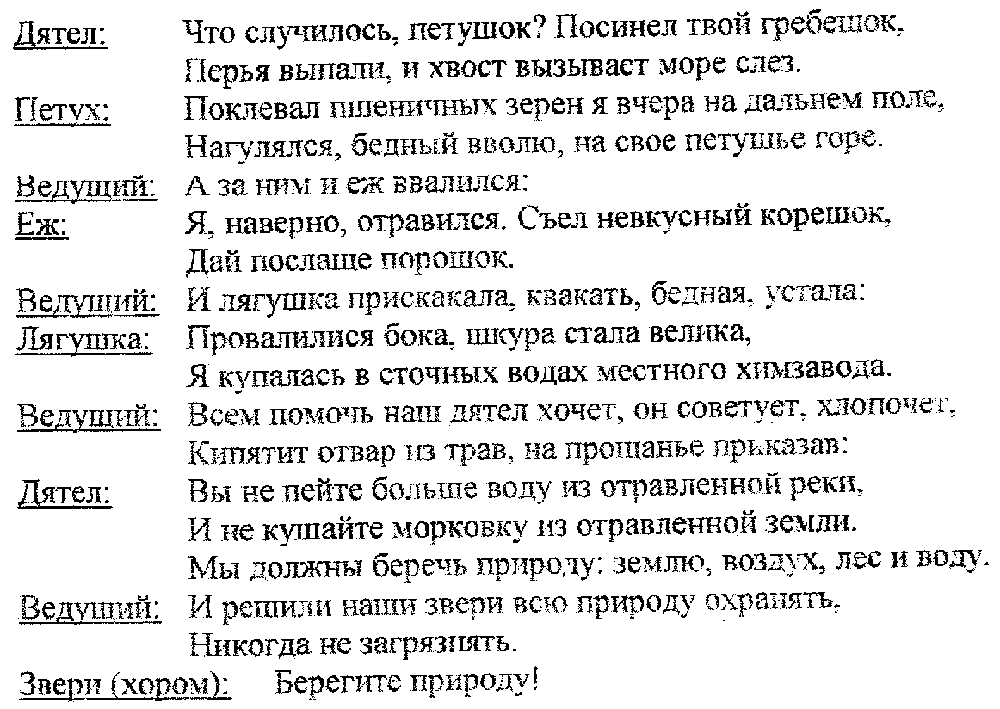 Дятел: Что случилось, петушок? Посинел твой гребешок,
Перья выпали, и хвост вызывает море слез.
Петух: Поклевал пшеничных зерен я вчера на дальнем поле,
Нагулялся, бедный вволю, на свое петушье горе.
Ведущий: А за ним и еж ввалился:
Еж: Я, наверно, отравился. Съел невкусный корешок,
Дай послаще порошок.
Ведущий: И лягушка прискакала, квакать, бедная, устала:
Лягушка: Провалилися бока, шкура стала велика,
Я купалась в сточных водах местного химзавода.
Ведущий: Всем помочь наш дятел хочет, он советует, хлопочет,
Кипятит отвар из трав, на прощанье приказав:
Дятел: Вы не пейте больше воду из отравленной реки,
И не кушайте морковку из отравленной земли.
Мы должны беречь природу: землю, воздух, лес и воду.
Ведущий: И решили наши звери всю природу охранять,
Никогда не загрязнять.
Звери (хором): Берегите природу!